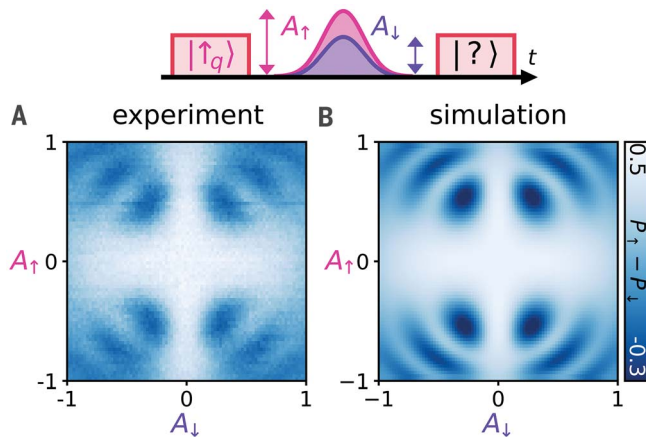 A↑ A↓
|↑q⟩ |?⟩ t
A experiment B simulation
1 1 0.5
A↑ 0 A↑ 0 P↑ − P↓
-1 −1 -0.3
-1 0 1 −1 0 1
A↓ A↓